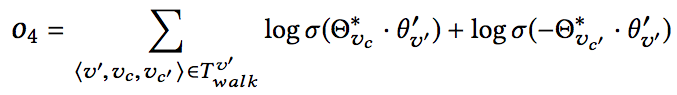 $o_4 = \sum_{\langle v', v_c, v_{c'} \rangle \in T^{v'}_{walk}} \log \sigma(\Theta^*_{v_c} \cdot \theta'_{v'}) + \log \sigma(-\Theta^*_{v_{c'}} \cdot \theta'_{v'})$